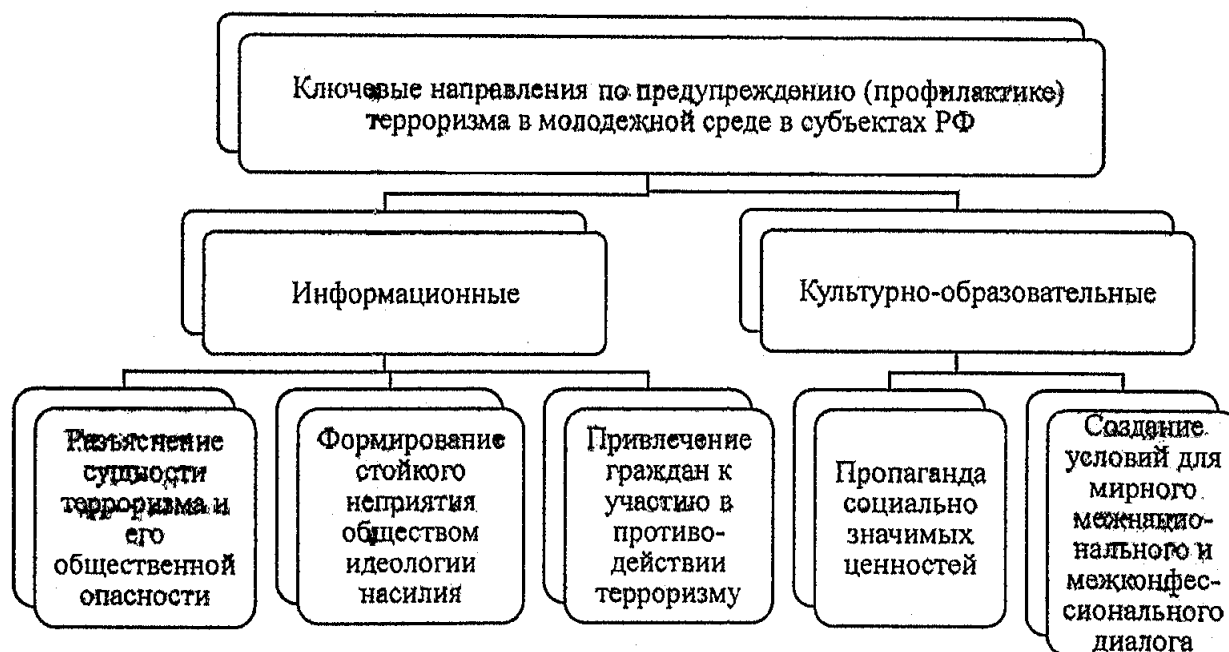 Ключевые направления по предупреждению (профилактике)
терроризма в молодежной среде в субъектах РФ
Информационные
Культурно-образовательные
Разъяснение
сущности
терроризма и
его
общественной
опасности
Формирование
стойкого
неприятия
обществом
идеологии
насилия
Привлечение
граждан к
участию в
противо-
действии
терроризму
Пропаганда
социально
значимых
ценностей
Создание
условий для
мирного
межнацио-
нального и
межконфес-
сионального
диалога